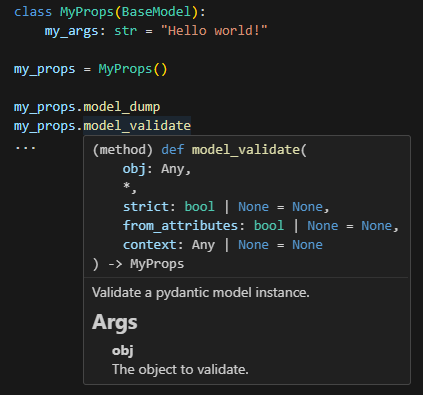 class MyProps(BaseModel):
    my_args: str = "Hello world!"
my_props = MyProps()
my_props.model_dump
my_props.model_validate
...
(method) def model_validate(
    obj: Any,
    *,
    strict: bool | None = None,
    from_attributes: bool | None = None,
    context: Any | None = None
) -> MyProps
Validate a pydantic model instance.
Args
obj
The object to validate.